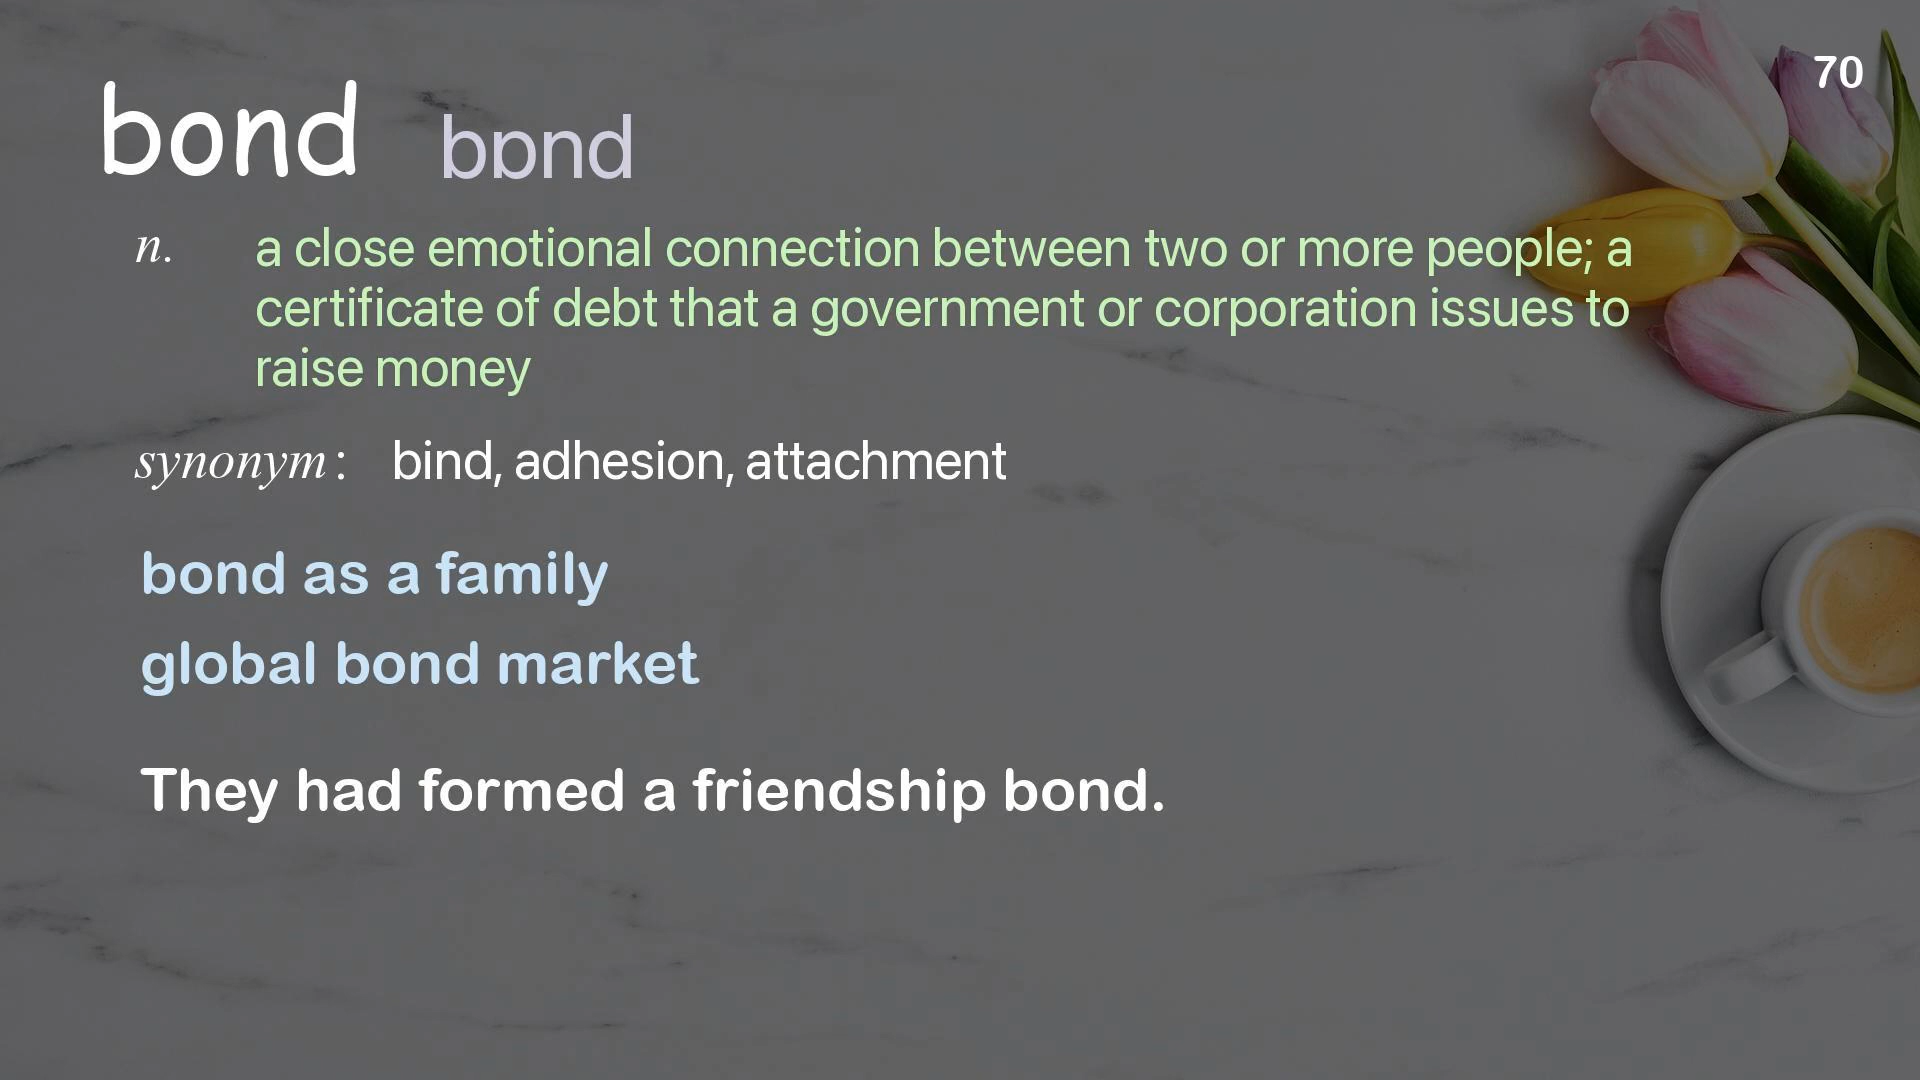 70
bond bɒnd
n. a close emotional connection between two or more people; a
certificate of debt that a government or corporation issues to
raise money
synonym: bind, adhesion, attachment
bond as a family
global bond market
They had formed a friendship bond.